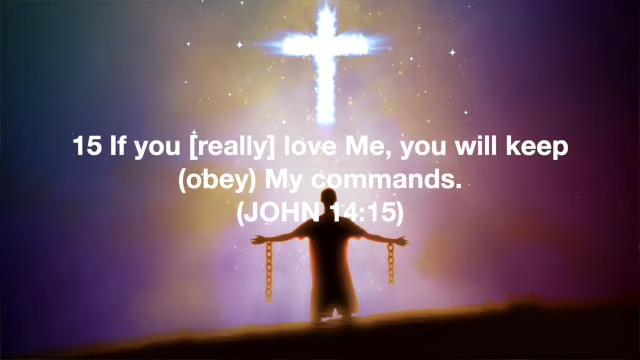 15 If you [really] love Me, you will keep
(obey) My commands.
(JOHN 14:15)